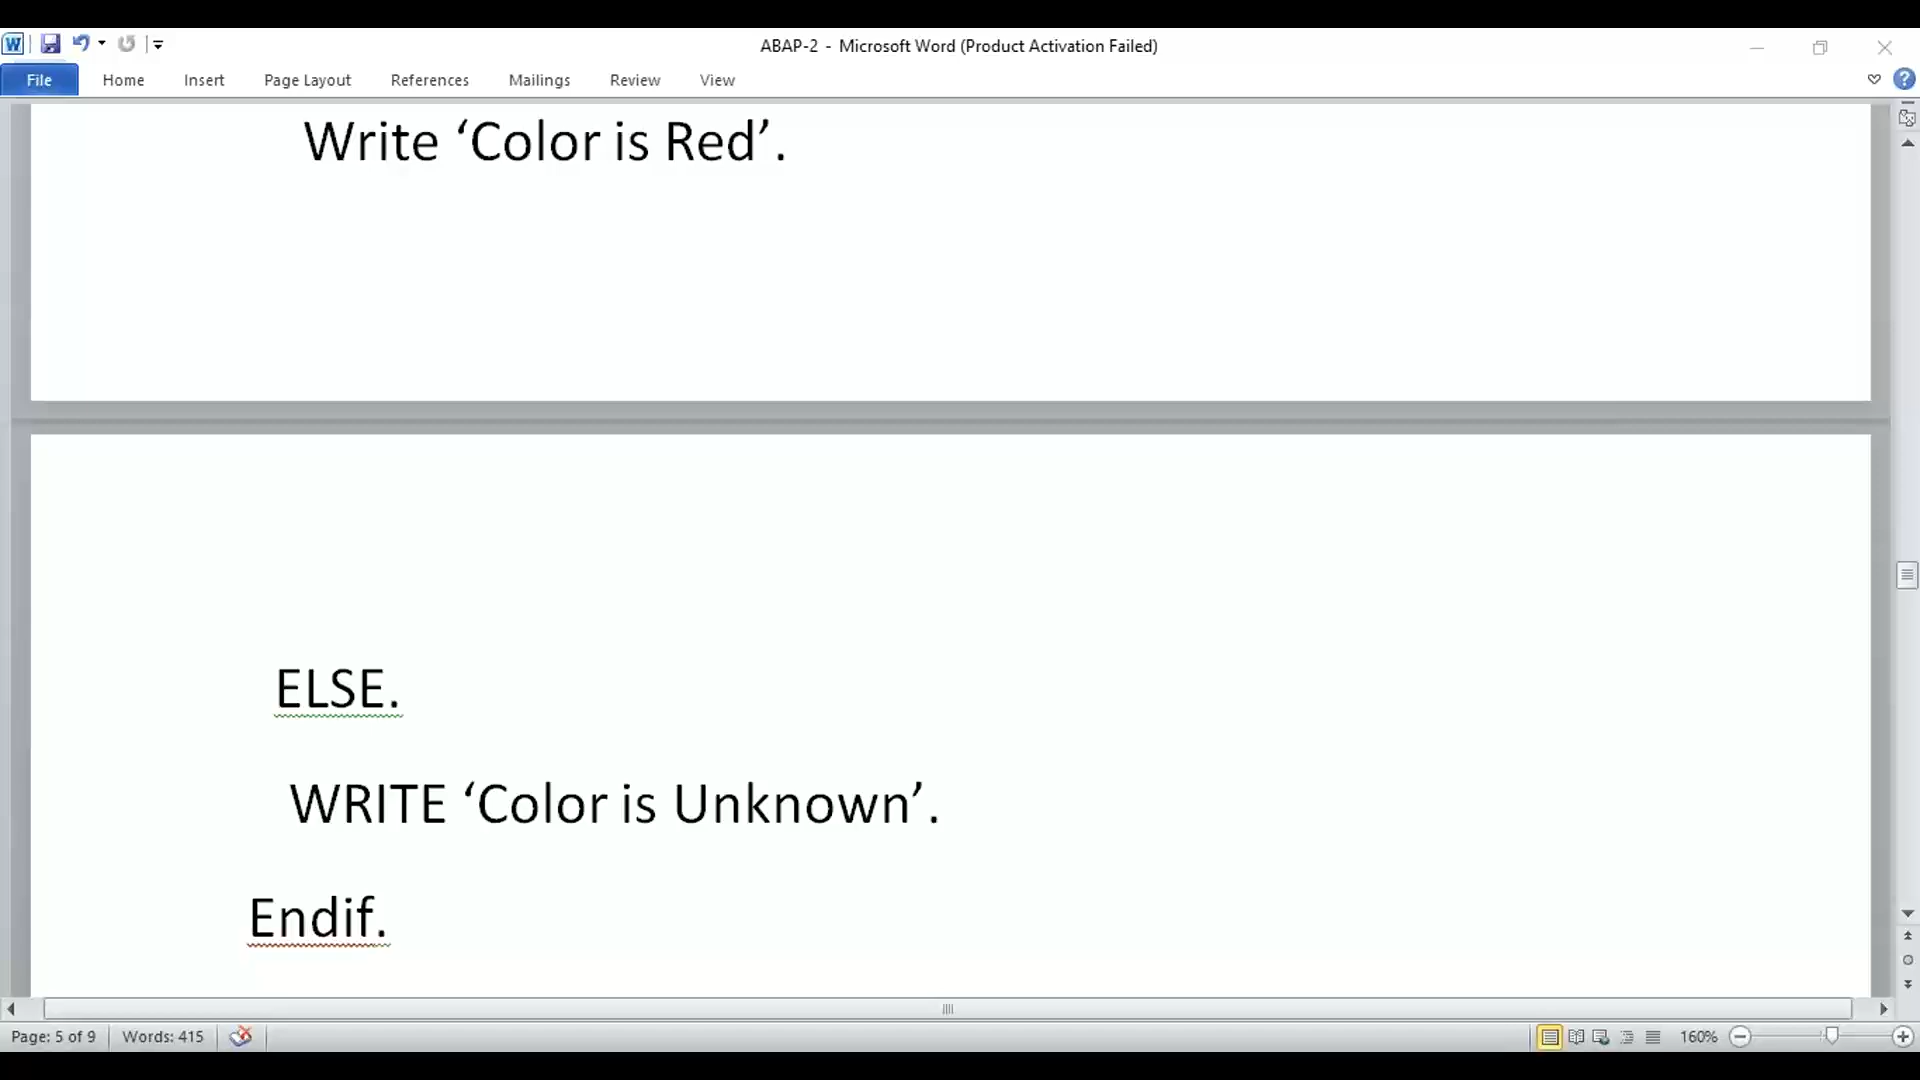 ABAP-2 - Microsoft Word (Product Activation Failed)
File Home Insert Page Layout References Mailings Review View
Write ‘Color is Red’.
ELSE.
WRITE ‘Color is Unknown’.
Endif.
Page: 5 of 9 Words: 415 160%